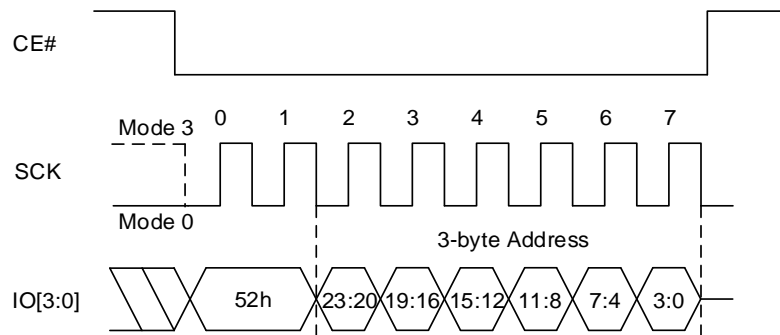 CE#
Mode 3 0 1 2 3 4 5 6 7
SCK
Mode 0
3-byte Address
IO[3:0] 52h 23:20 19:16 15:12 11:8 7:4 3:0